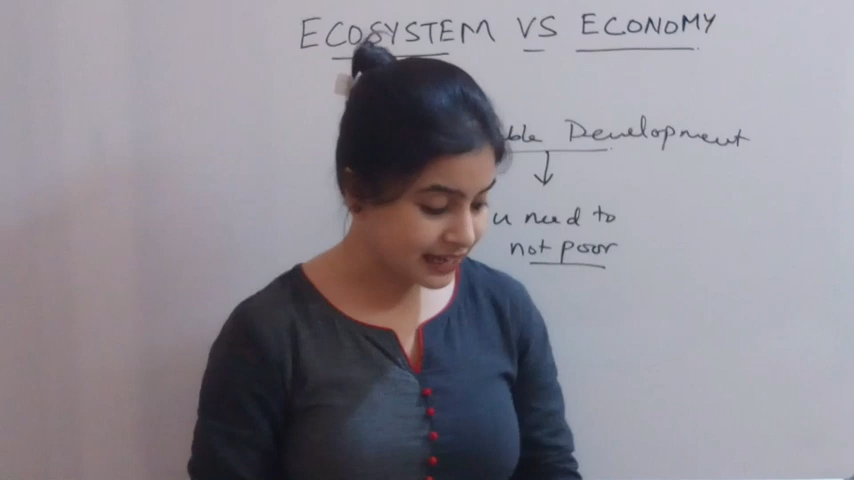 ECOSYSTEM VS ECONOMY
ble Development
u need to
not poor